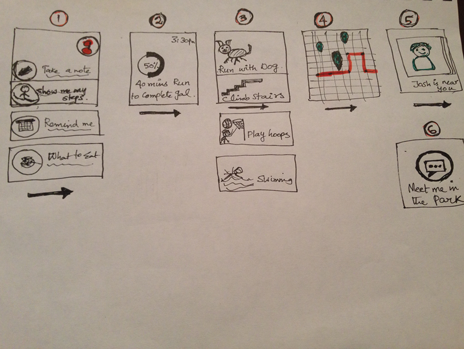 1
Take a note
Show me my
steps.
Remind me
What to Eat
2
3:30pm
50%
40 mins Run
to Complete Goal.
3
Run with Dog
Climb Stairs
Play hoops
4
5
Josh is near
you
6
Meet me in
the Park